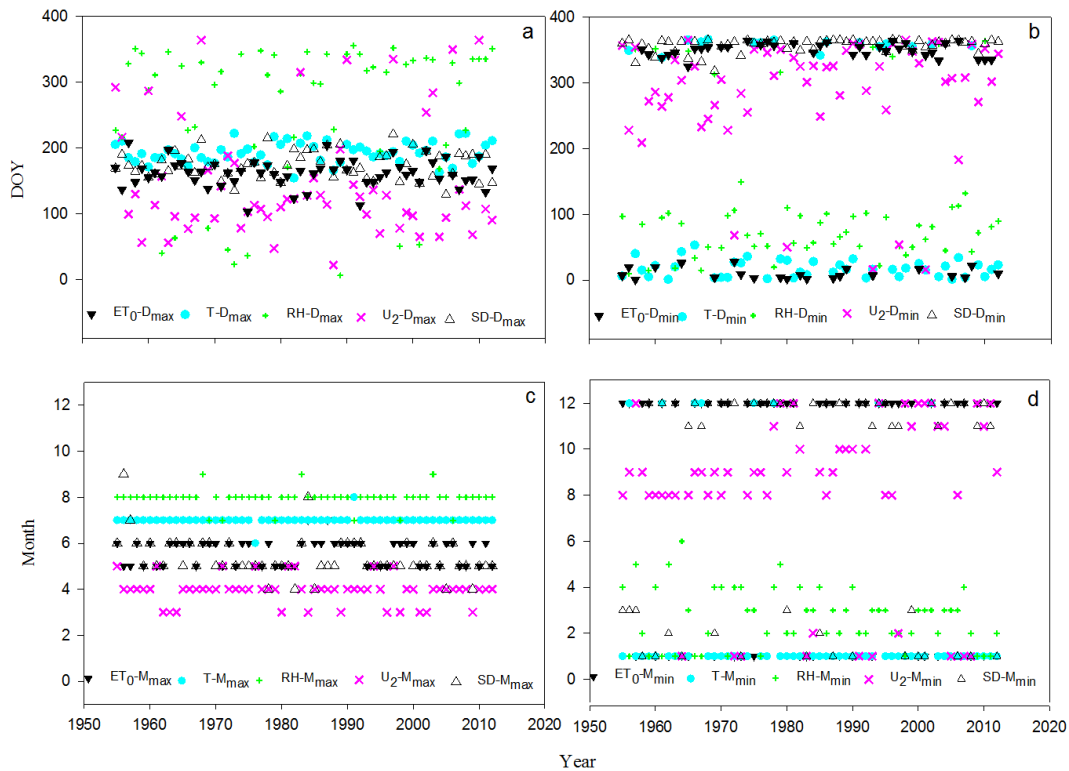 400
300
200
100
0
DOY
a
ET0-Dmax T-Dmax RH-Dmax U2-Dmax SD-Dmax
400
300
200
100
0
b
ET0-Dmin T-Dmin RH-Dmin U2-Dmin SD-Dmin
12
10
8
6
4
2
0
Month
c
ET0-Mmax T-Mmax RH-Mmax U2-Mmax SD-Mmax
1950 1960 1970 1980 1990 2000 2010 2020
12
10
8
6
4
2
0
d
ET0-Mmin T-Mmin RH-Mmin U2-Mmin SD-Mmin
1950 1960 1970 1980 1990 2000 2010 2020
Year